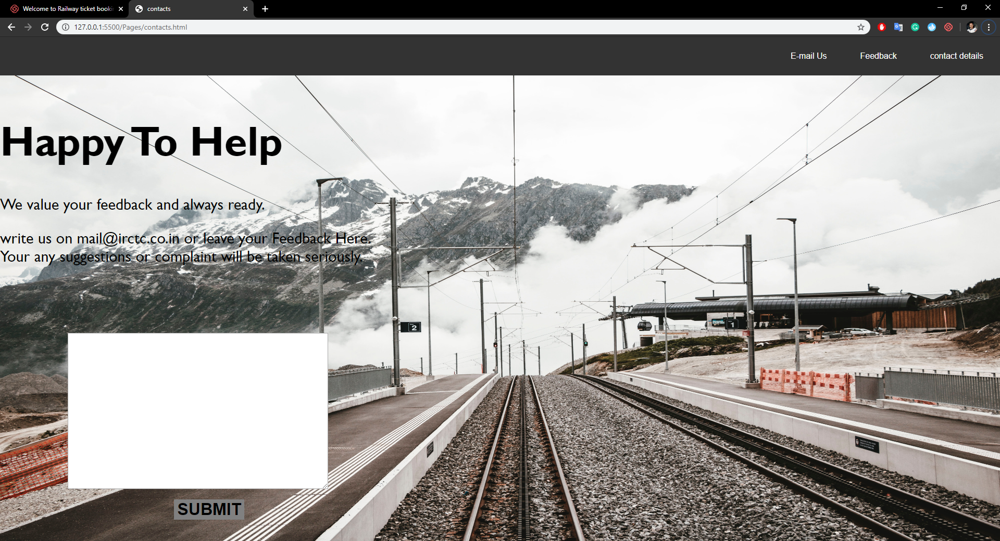 Welcome to Railway ticket booki
contacts
127.0.0.1:5500/Pages/contacts.html
E-mail Us
Feedback
contact details
Happy To Help
We value your feedback and always ready.
write us on mail@irctc.co.in or leave your Feedback Here.
Your any suggestions or complaint will be taken seriously.
2
1
SUBMIT